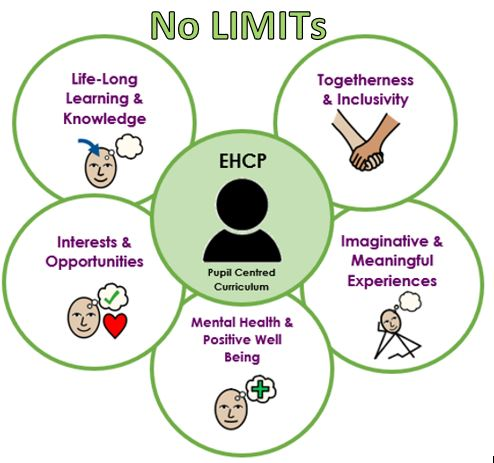 No LIMITs
Life-Long
Learning &
Knowledge
Togetherness
& Inclusivity
EHCP
Pupil Centred
Curriculum
Interests &
Opportunities
Imaginative &
Meaningful
Experiences
Mental Health &
Positive Well
Being